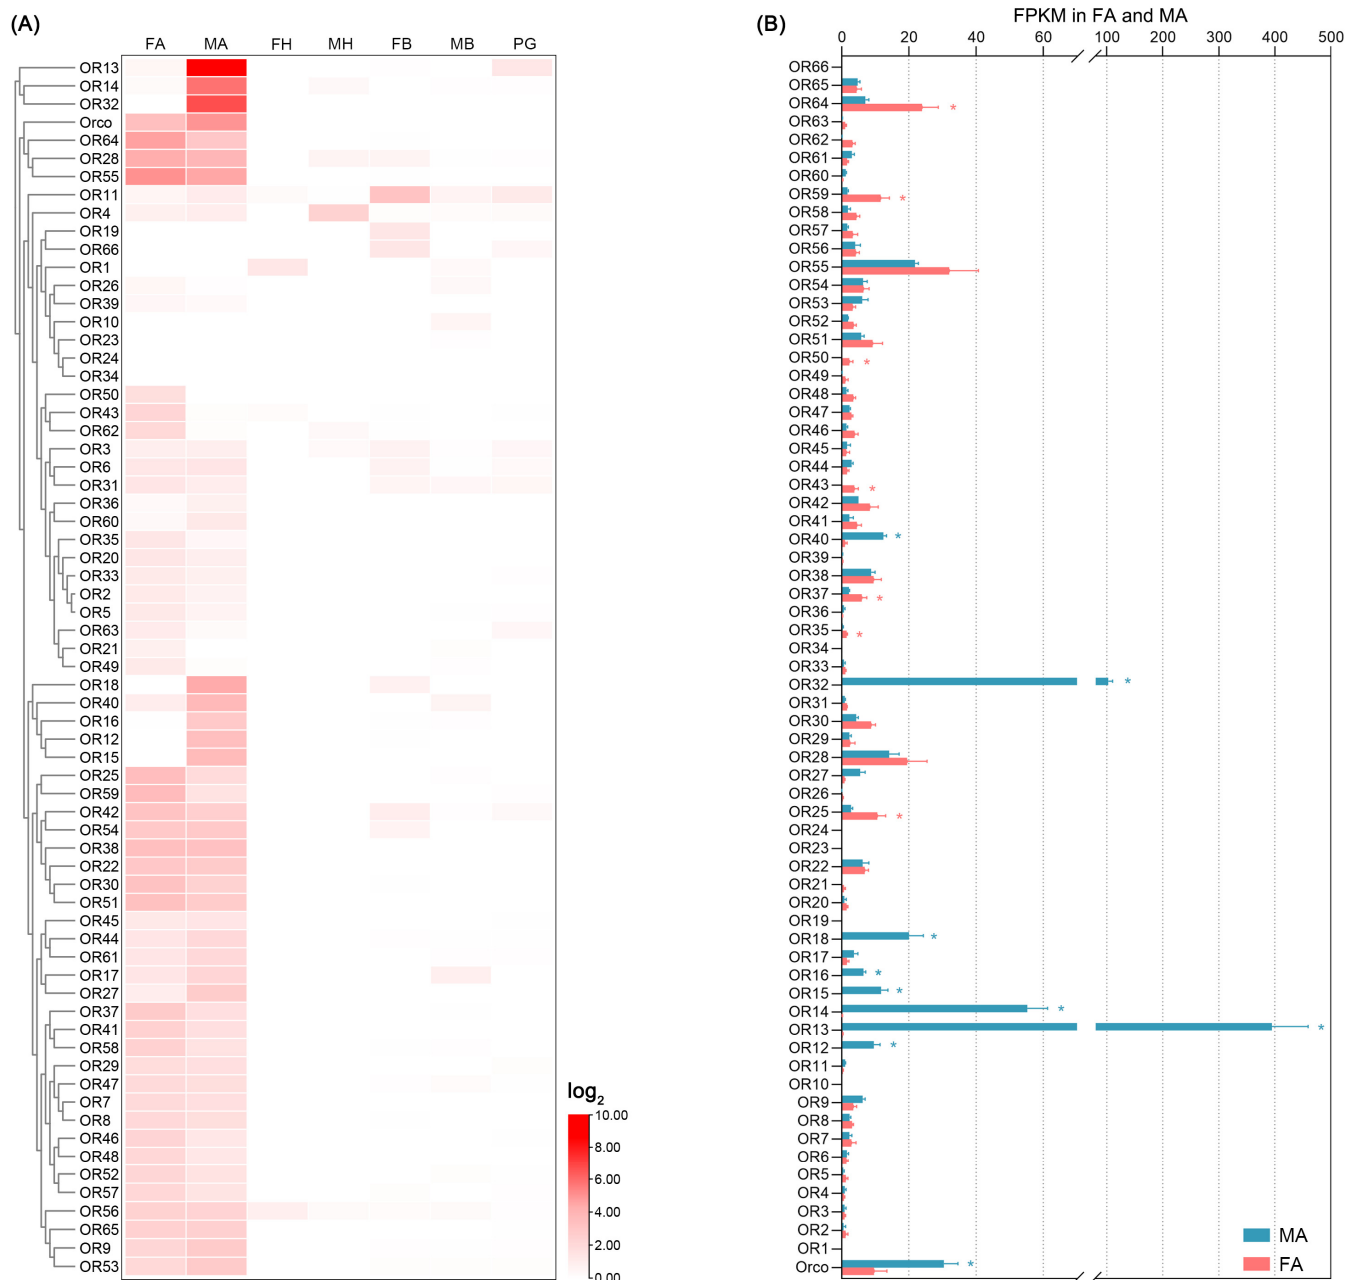 (A)
FA MA FH MH FB MB PG
OR13
OR14
OR32
Orco
OR64
OR28
OR55
OR11
OR4
OR19
OR66
OR1
OR26
OR39
OR10
OR23
OR24
OR34
OR50
OR43
OR62
OR3
OR6
OR31
OR36
OR60
OR35
OR20
OR33
OR2
OR5
OR63
OR21
OR49
OR18
OR40
OR16
OR12
OR15
OR25
OR59
OR42
OR54
OR38
OR22
OR30
OR51
OR45
OR44
OR61
OR17
OR27
OR37
OR41
OR58
OR29
OR47
OR7
OR8
OR46
OR48
OR52
OR57
OR56
OR65
OR9
OR53
log2
10.00
8.00
6.00
4.00
2.00
0.00
(B)
FPKM in FA and MA
0 20 40 60 100 200 300 400 500
OR66
OR65
OR64 *
OR63
OR62
OR61
OR60
OR59 *
OR58
OR57
OR56
OR55
OR54
OR53
OR52
OR51
OR50 *
OR49
OR48
OR47
OR46
OR45
OR44
OR43 *
OR42
OR41
OR40 *
OR39
OR38
OR37 *
OR36
OR35 *
OR34
OR33
OR32 *
OR31
OR30
OR29
OR28
OR27
OR26
OR25 *
OR24
OR23
OR22
OR21
OR20
OR19
OR18 *
OR17
OR16 *
OR15 *
OR14 *
OR13 *
OR12 *
OR11
OR10
OR9
OR8
OR7
OR6
OR5
OR4
OR3
OR2
OR1
Orco *
MA
FA